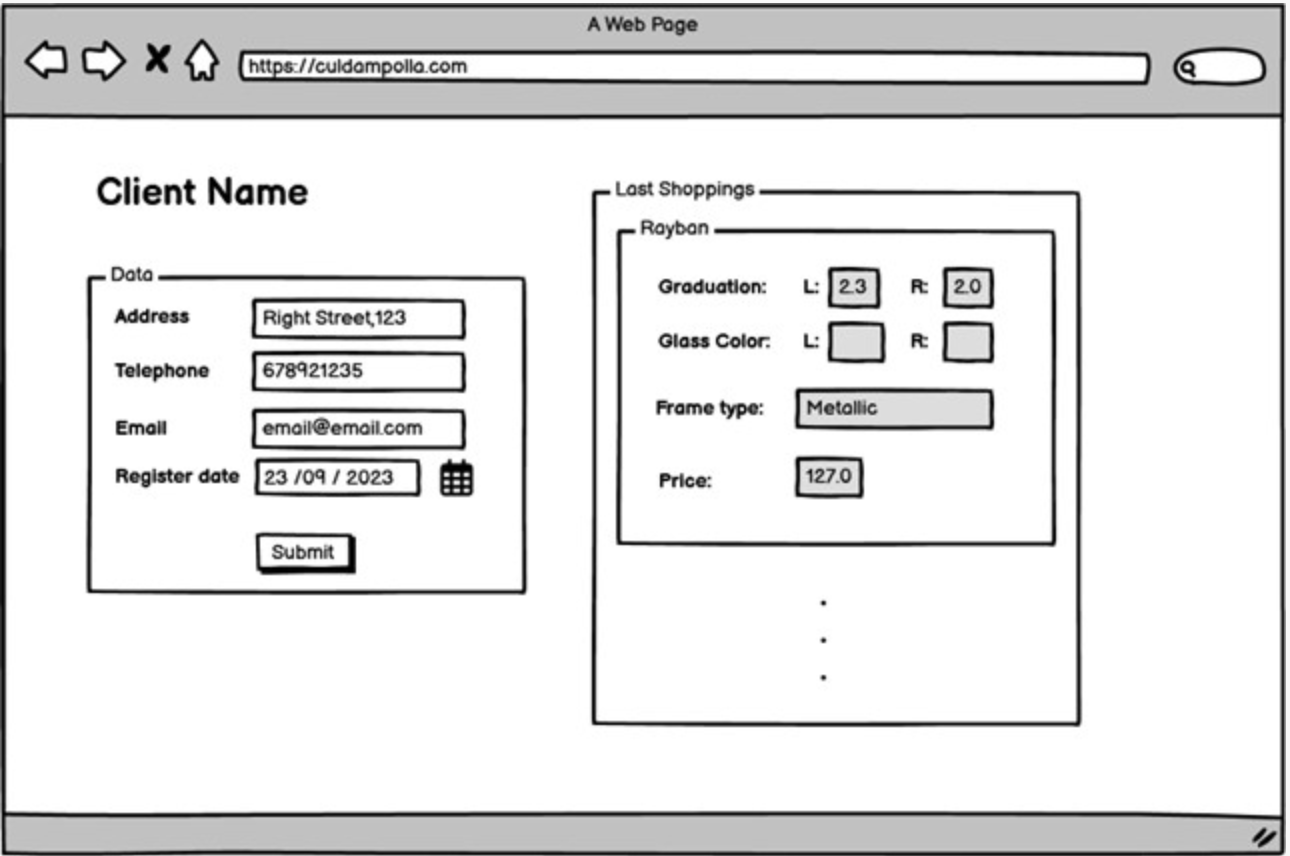 A Web Page
https://culdampolla.com
Client Name
Data
Address Right Street,123
Telephone 678921235
Email email@email.com
Register date 23 /09 / 2023
Submit
Last Shoppings
Rayban
Graduation: L: 2.3 R: 2.0
Glass Color: L: R:
Frame type: Metallic
Price: 127.0